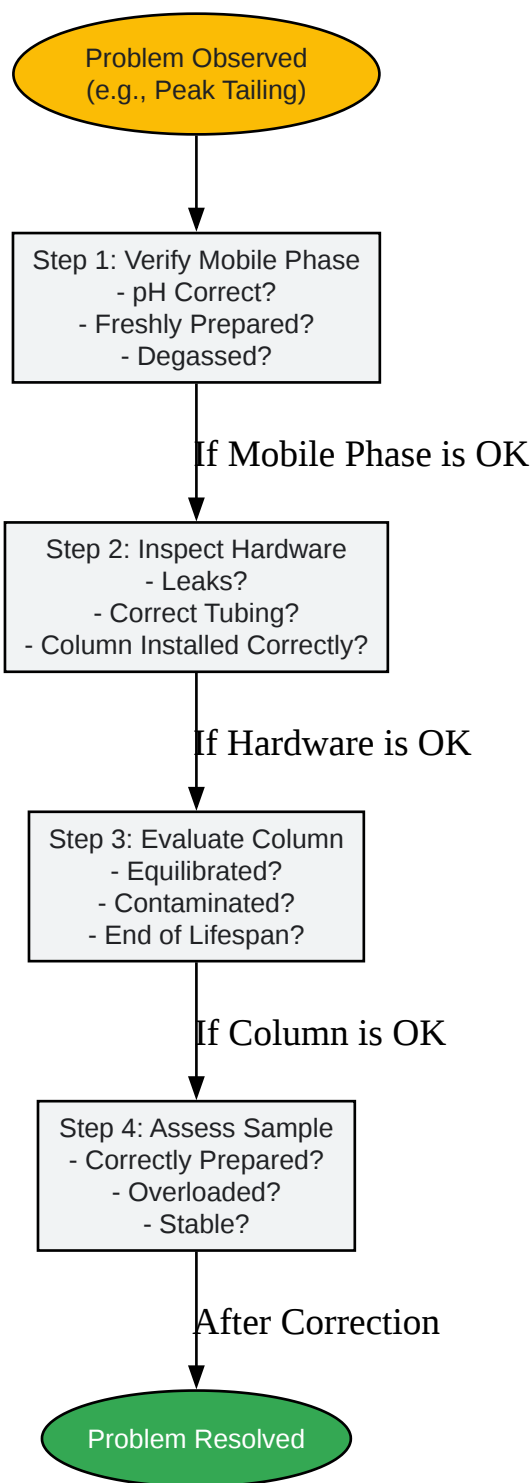 Problem Observed
(e.g., Peak Tailing)
Step 1: Verify Mobile Phase
- pH Correct?
- Freshly Prepared?
- Degassed?
If Mobile Phase is OK
Step 2: Inspect Hardware
- Leaks?
- Correct Tubing?
- Column Installed Correctly?
If Hardware is OK
Step 3: Evaluate Column
- Equilibrated?
- Contaminated?
- End of Lifespan?
If Column is OK
Step 4: Assess Sample
- Correctly Prepared?
- Overloaded?
- Stable?
After Correction
Problem Resolved